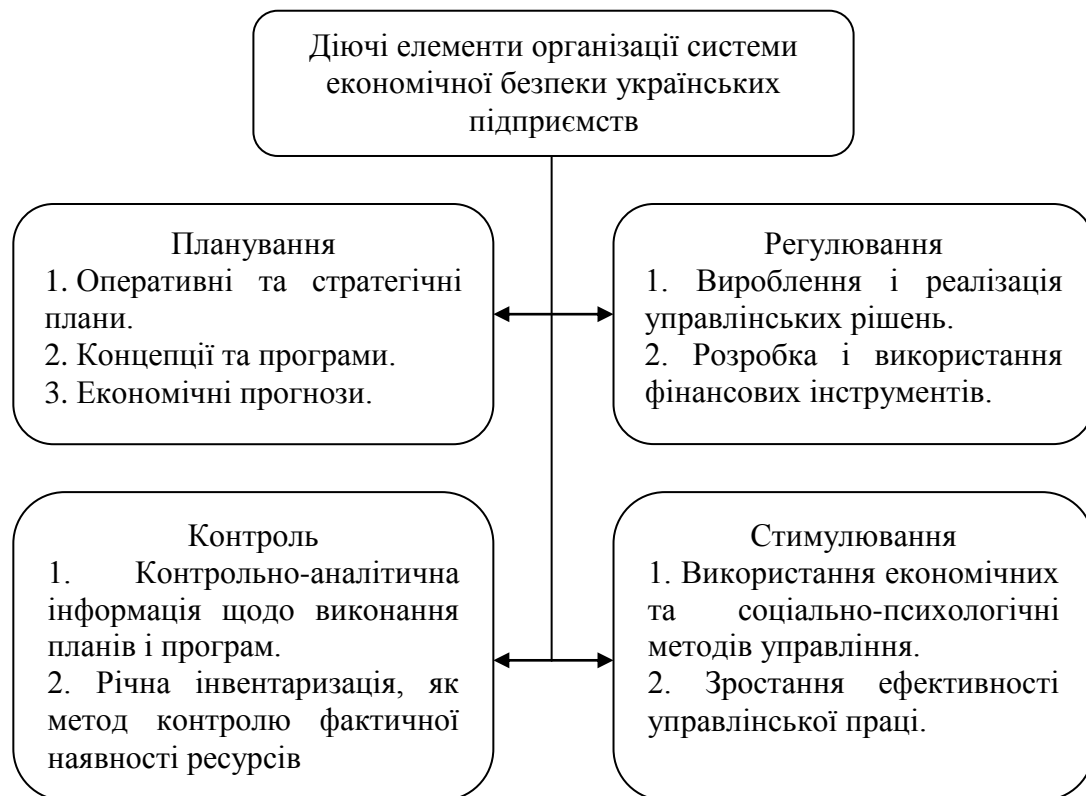 Діючі елементи організації системи
економічної безпеки українських
підприємств
Планування
1. Оперативні та стратегічні
плани.
2. Концепції та програми.
3. Економічні прогнози.
Регулювання
1. Вироблення і реалізація
управлінських рішень.
2. Розробка і використання
фінансових інструментів.
Контроль
1. Контрольно-аналітична
інформація щодо виконання
планів і програм.
2. Річна інвентаризація, як
метод контролю фактичної
наявності ресурсів
Стимулювання
1. Використання економічних
та соціально-психологічні
методів управління.
2. Зростання ефективності
управлінської праці.